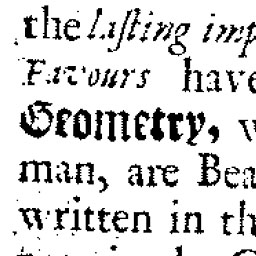 the laſting imp
Favours have
Geometry, w
man, are Bea
written in th